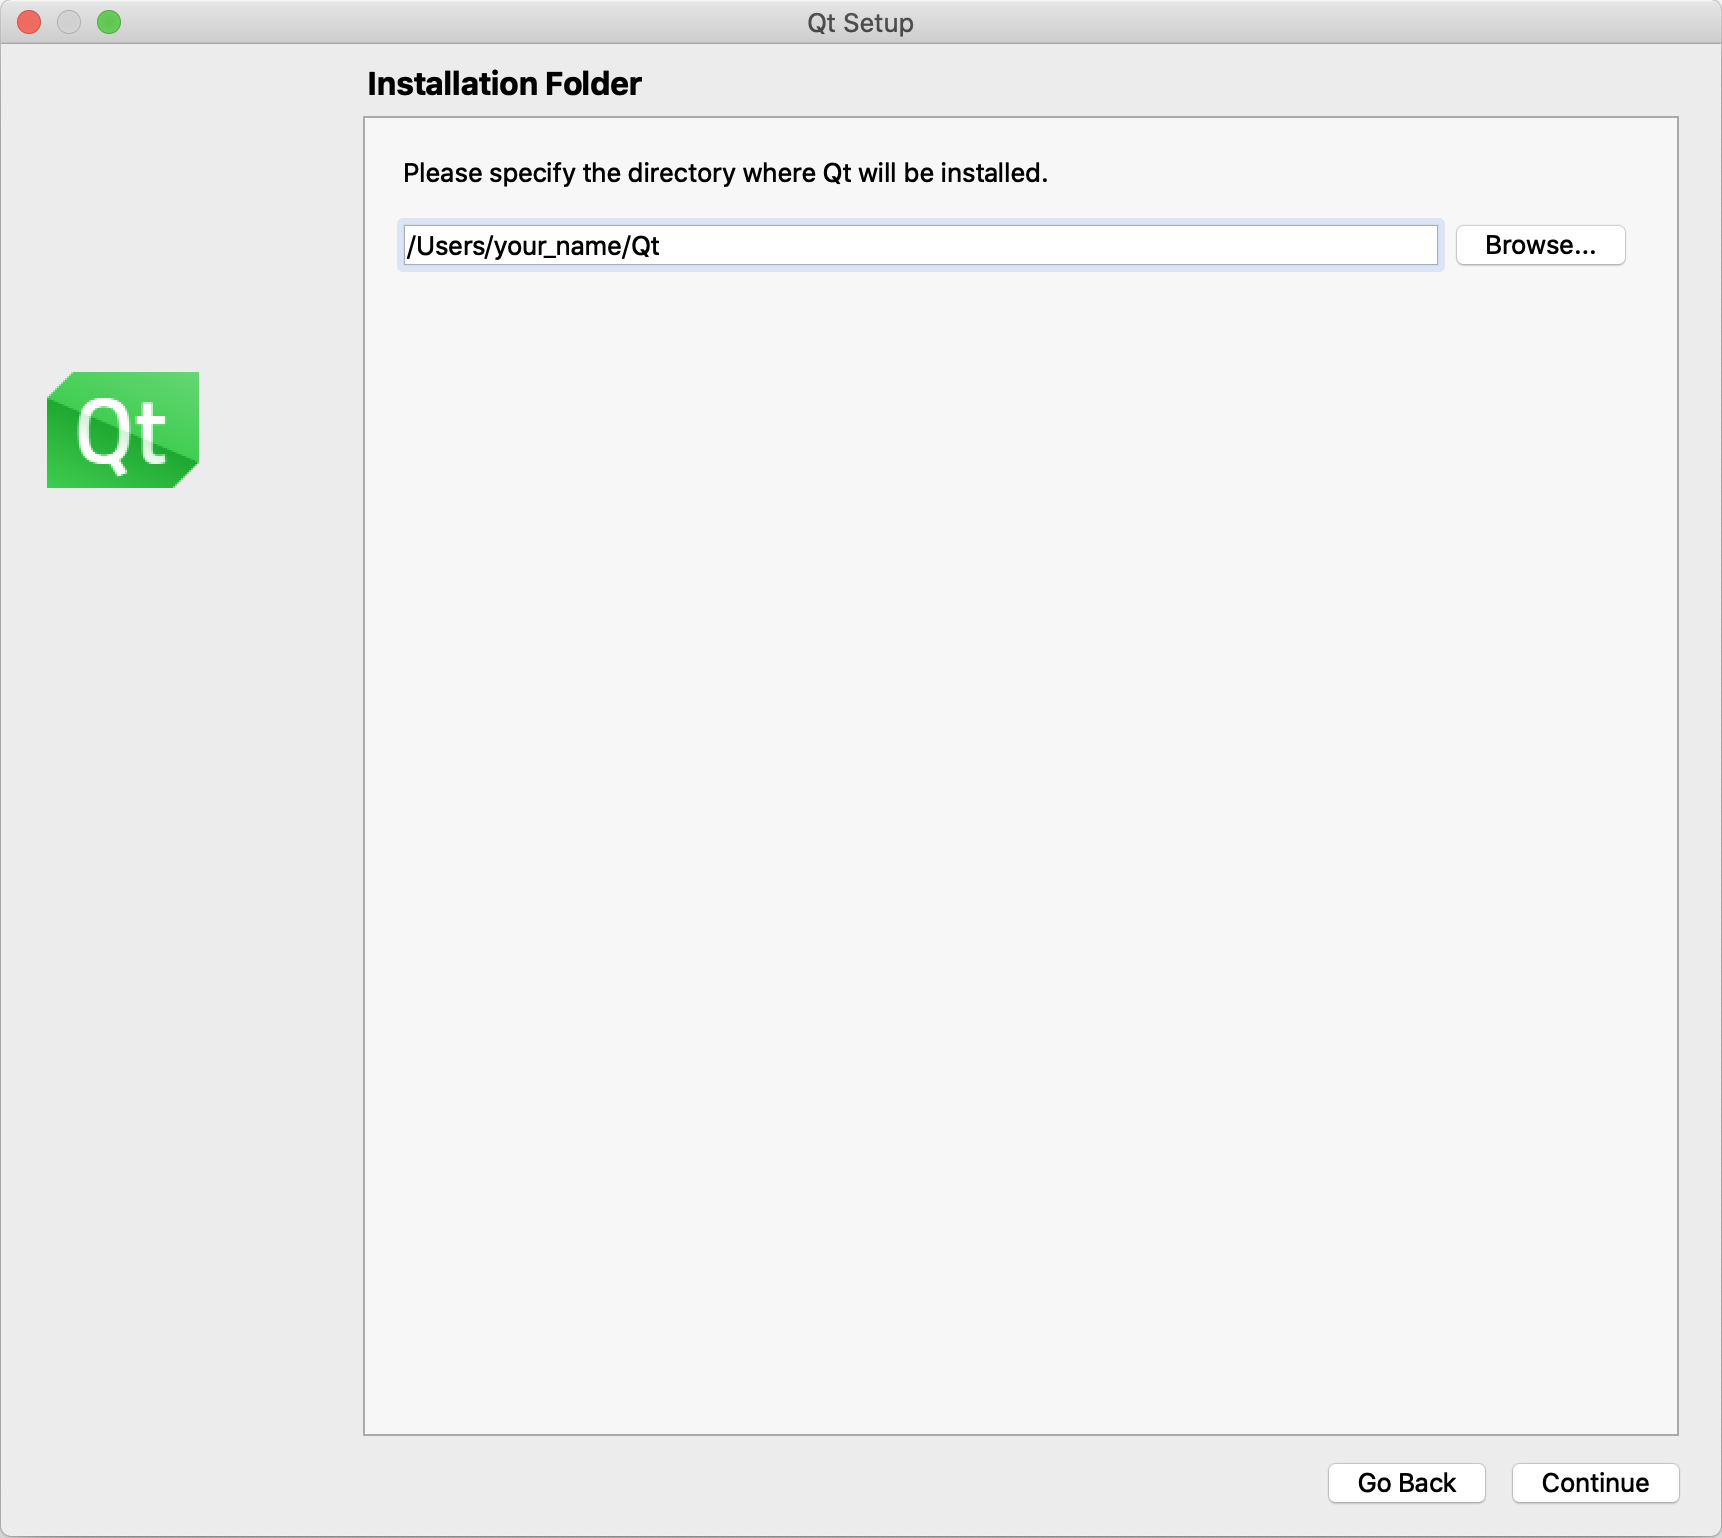 Qt Setup
Installation Folder
Please specify the directory where Qt will be installed.
/Users/your_name/Qt
Browse...
Qt
Go Back
Continue